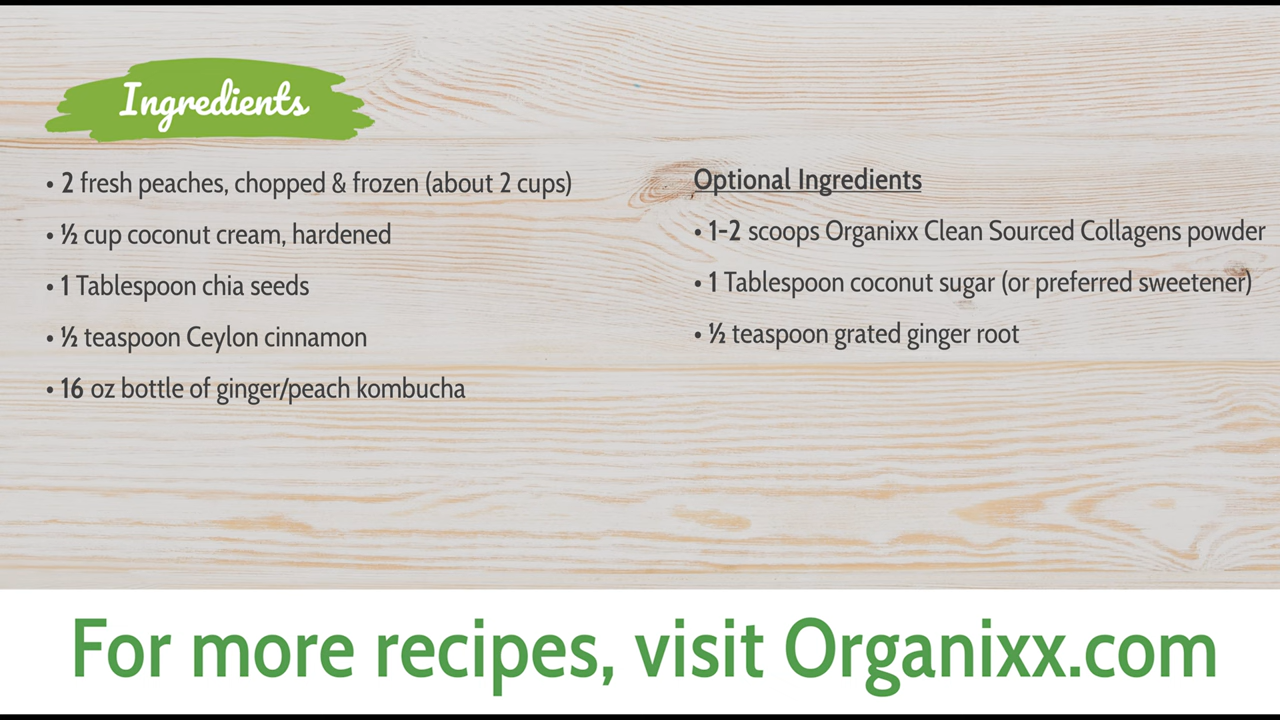 Ingredients
• 2 fresh peaches, chopped & frozen (about 2 cups)
• ½ cup coconut cream, hardened
• 1 Tablespoon chia seeds
• ½ teaspoon Ceylon cinnamon
• 16 oz bottle of ginger/peach kombucha
Optional Ingredients
• 1-2 scoops Organixx Clean Sourced Collagens powder
• 1 Tablespoon coconut sugar (or preferred sweetener)
• ½ teaspoon grated ginger root
For more recipes, visit Organixx.com